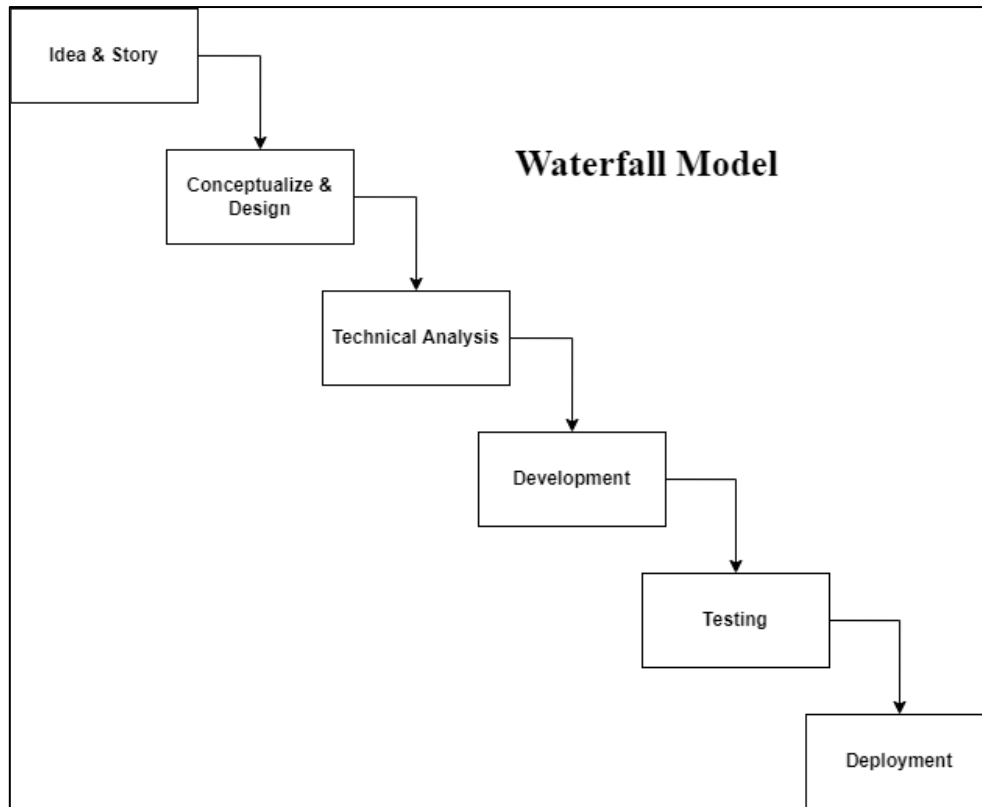 Idea & Story
Waterfall Model
Conceptualize &
Design
Technical Analysis
Development
Testing
Deployment